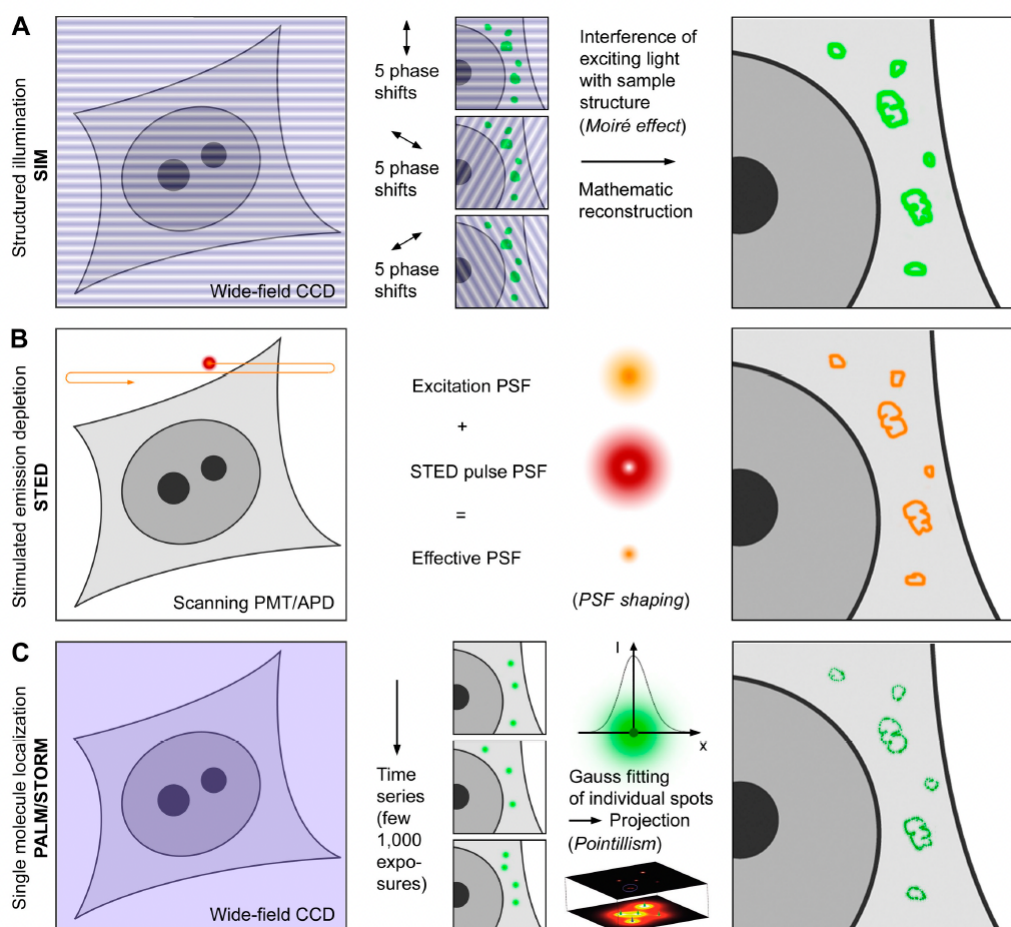 A
Structured illumination
SIM
Wide-field CCD
5 phase
shifts
5 phase
shifts
5 phase
shifts
Interference of
exciting light
with sample
structure
(Moiré effect)
Mathematic
reconstruction
B
Stimulated emission depletion
STED
Scanning PMT/APD
Excitation PSF
+
STED pulse PSF
=
Effective PSF
(PSF shaping)
C
Single molecule localization
PALM/STORM
Wide-field CCD
Time
series
(few
1,000
expo-
sures)
I
x
Gauss fitting
of individual spots
Projection
(Pointillism)